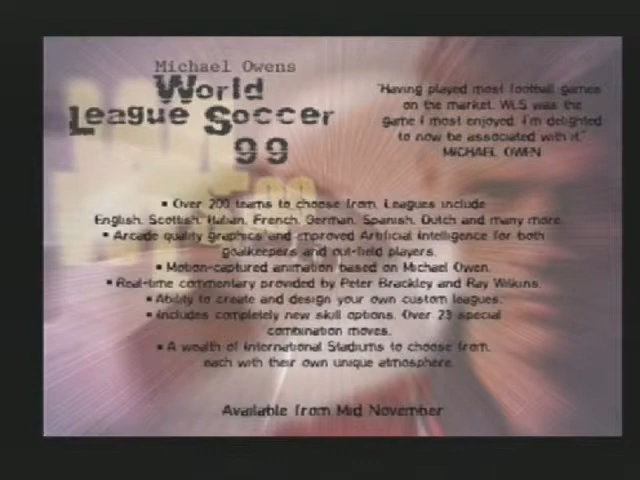 Michael Owens
World
League Soccer
99
"Having played most football games
on the market, WLS was the
game I most enjoyed. I'm delighted
to now be associated with it."
MICHAEL OWEN
• Over 200 teams to choose from. Leagues include
English, Scottish, Italian, French, German, Spanish, Dutch and many more.
• Arcade quality graphics and improved Artificial Intelligence for both
goalkeepers and out-field players.
• Motion-captured animation based on Michael Owen.
• Real-time commentary provided by Peter Brackley and Ray Wilkins.
• Ability to create and design your own custom leagues.
• Includes completely new skill options. Over 23 special
combination moves.
• A wealth of International Stadiums to choose from,
each with their own unique atmosphere.
Available from Mid November